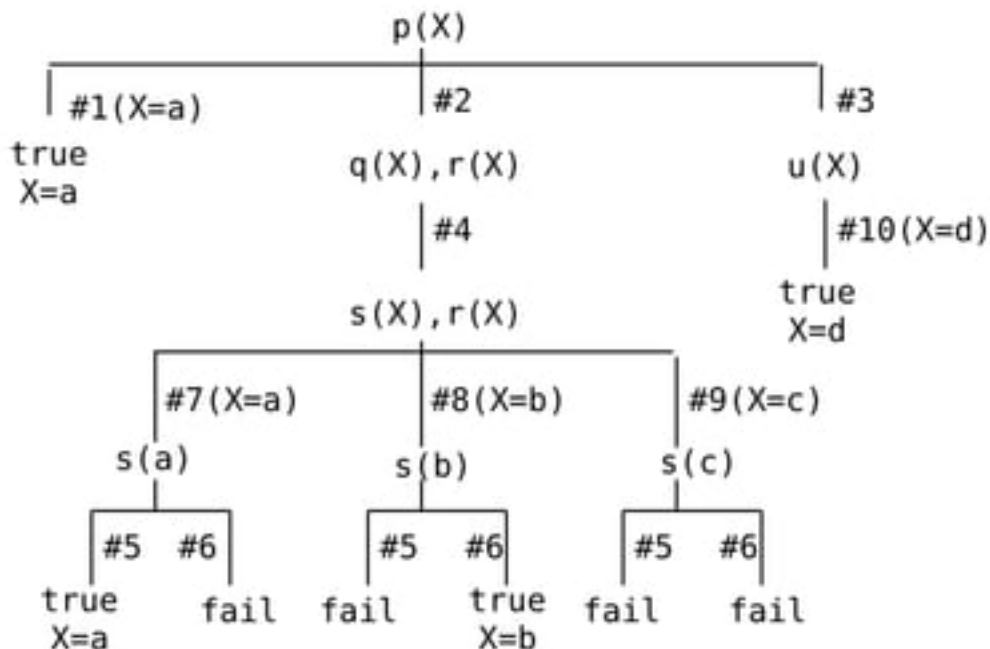 p(X)
#1(X=a)
#2
#3
true
X=a
q(X),r(X)
u(X)
#4
#10(X=d)
true
X=d
s(X),r(X)
#7(X=a)
#8(X=b)
#9(X=c)
s(a)
s(b)
s(c)
#5 #6
#5 #6
#5 #6
true
X=a
fail
fail
true
X=b
fail
fail